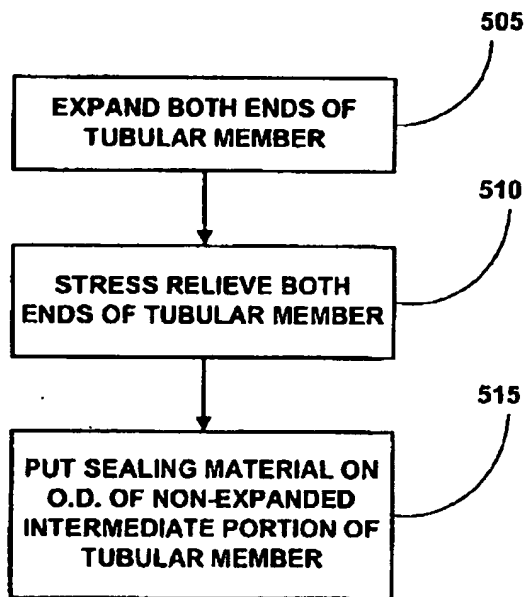 505
EXPAND BOTH ENDS OF
TUBULAR MEMBER
510
STRESS RELIEVE BOTH
ENDS OF TUBULAR MEMBER
515
PUT SEALING MATERIAL ON
O.D. OF NON-EXPANDED
INTERMEDIATE PORTION OF
TUBULAR MEMBER